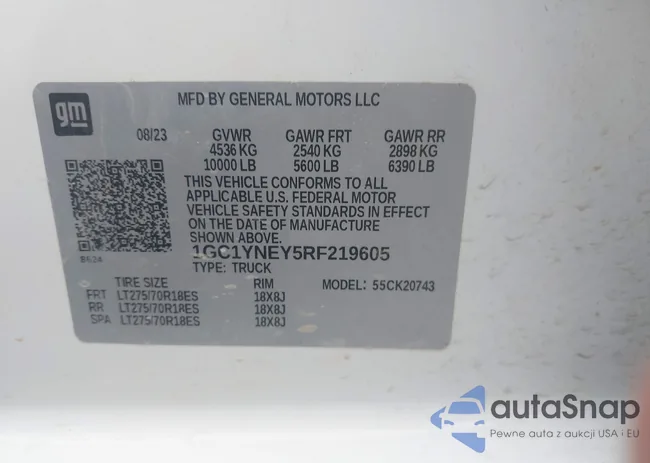 gm
MFD BY GENERAL MOTORS LLC
08/23 GVWR GAWR FRT GAWR RR
4536 KG 2540 KG 2898 KG
10000 LB 5600 LB 6390 LB
THIS VEHICLE CONFORMS TO ALL
APPLICABLE U.S. FEDERAL MOTOR
VEHICLE SAFETY STANDARDS IN EFFECT
ON THE DATE OF MANUFACTURE
SHOWN ABOVE.
B62A
1GC1YNEY5RF219605
TYPE: TRUCK
TIRE SIZE RIM MODEL: 55CK20743
FRT LT275/70R18ES 18X8J
RR LT275/70R18ES 18X8J
SPA LT275/70R18ES 18X8J
autaSnap
Pewne auta z aukcji USA i EU